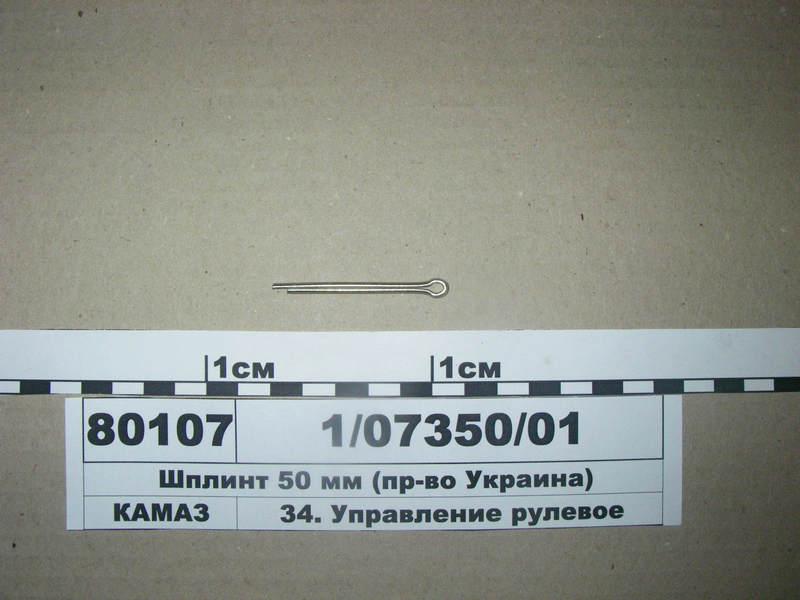 1см 1см
80107 1/07350/01
Шплинт 50 мм (пр-во Украина)
КАМАЗ 34. Управление рулевое